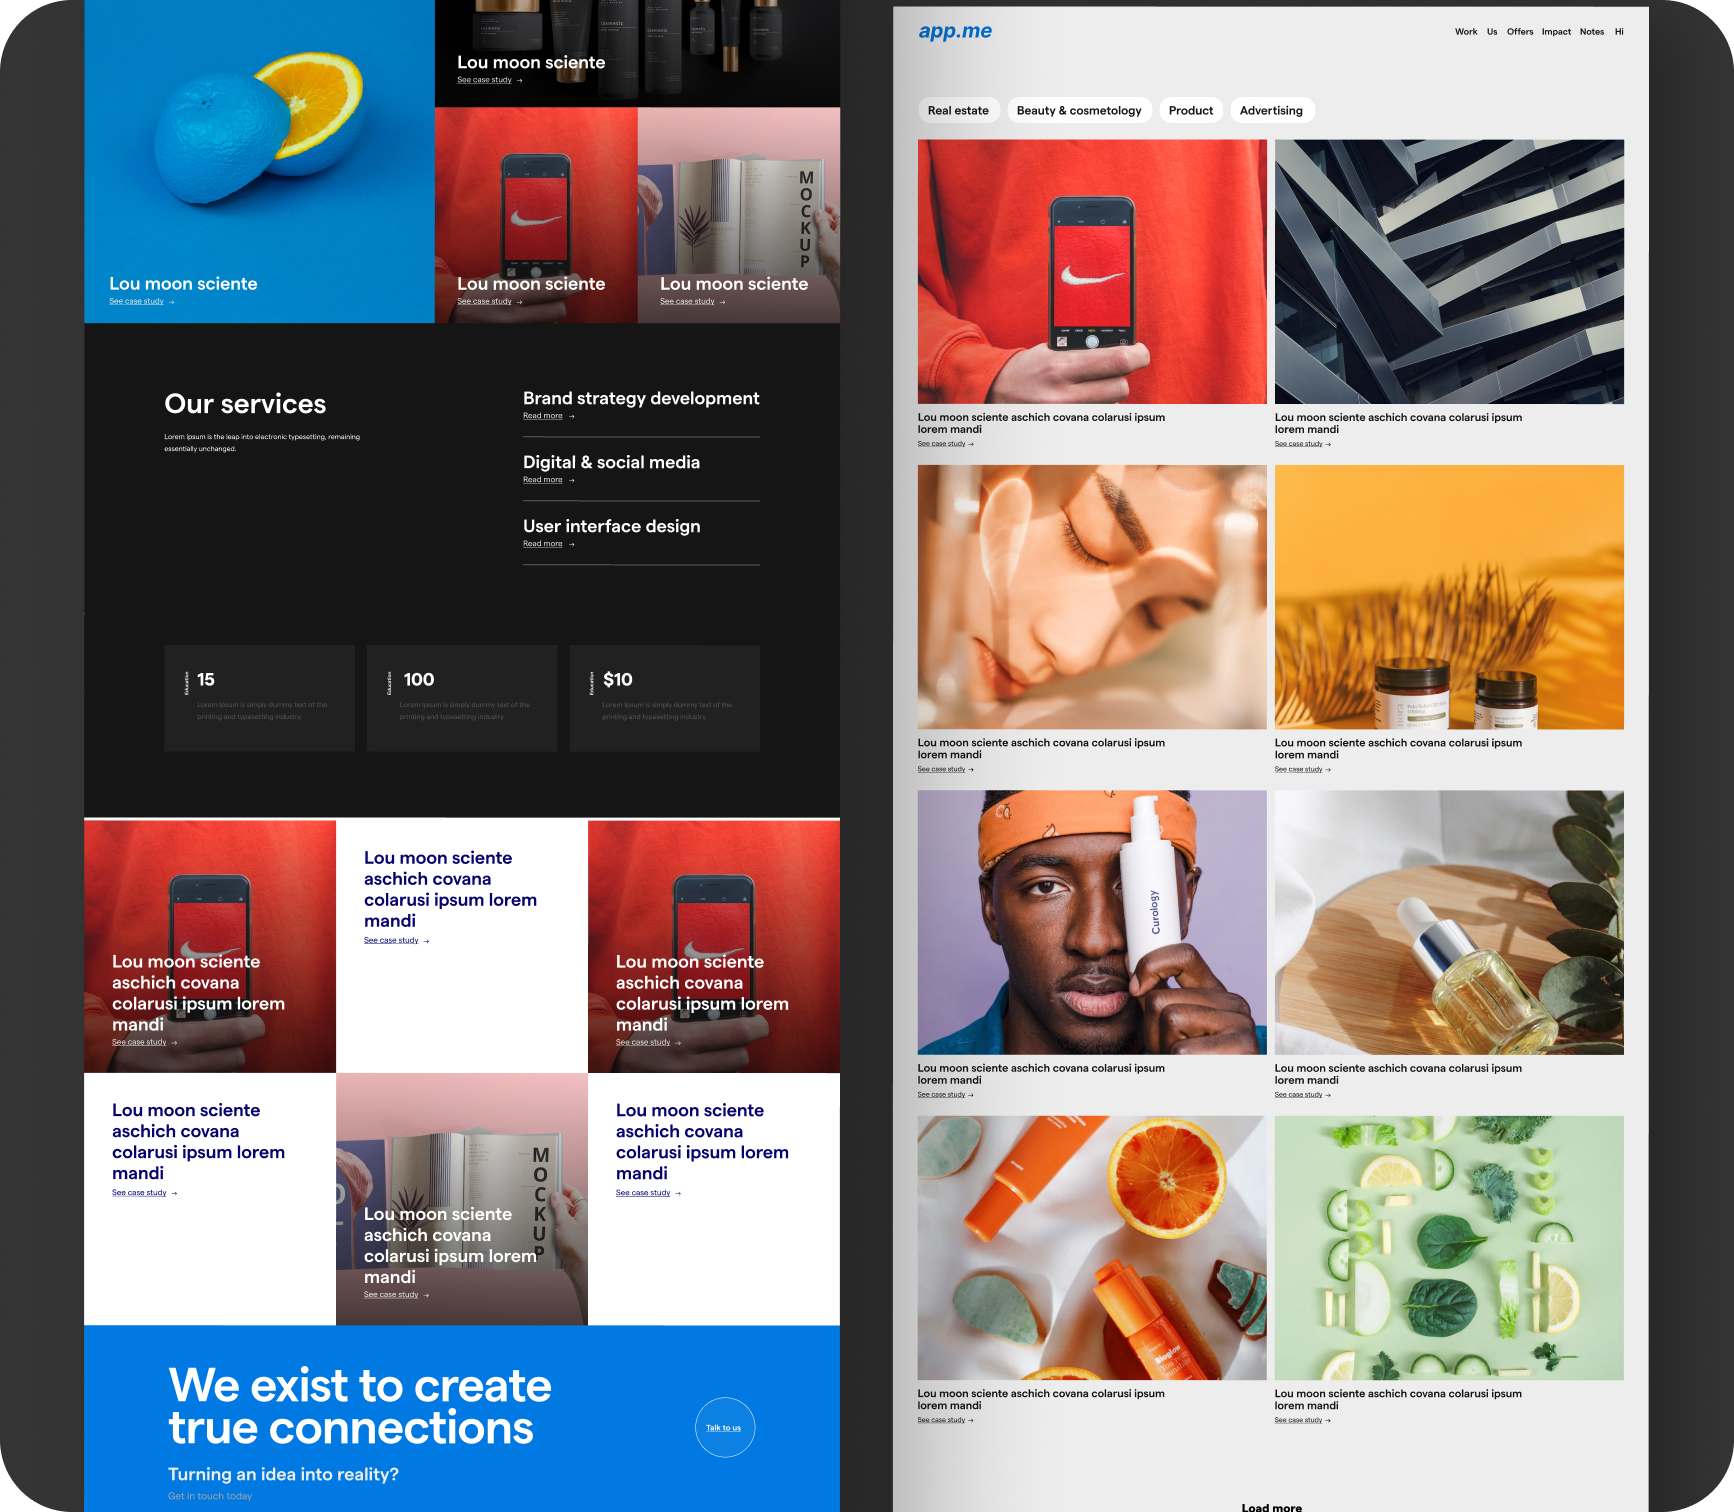 Lou moon sciente
See case study →
MOCKUP
Lou moon sciente
See case study →
Lou moon sciente
See case study →
Lou moon sciente
See case study →
Our services
Lorem Ipsum is the leap into electronic typesetting, remaining
essentially unchanged.
Brand strategy development
Read more →
Digital & social media
Read more →
User interface design
Read more →
Education
15
Lorem Ipsum is simply dummy text of the
printing and typesetting industry.
Education
100
Lorem Ipsum is simply dummy text of the
printing and typesetting industry.
Education
$10
Lorem Ipsum is simply dummy text of the
printing and typesetting industry.
Lou moon sciente
aschich covana
colarusi ipsum lorem
mandi
See case study →
Lou moon sciente
aschich covana
colarusi ipsum lorem
mandi
See case study →
Lou moon sciente
aschich covana
colarusi ipsum lorem
mandi
See case study →
Lou moon sciente
aschich covana
colarusi ipsum lorem
mandi
See case study →
MOCKUP
Lou moon sciente
aschich covana
colarusi ipsum lorem
mandi
See case study →
Lou moon sciente
aschich covana
colarusi ipsum lorem
mandi
See case study →
We exist to create
true connections
Talk to us
Turning an idea into reality?
Get in touch today
app.me
Work Us Offers Impact Notes Hi
Real estate Beauty & cosmetology Product Advertising
Lou moon sciente aschich covana colarusi ipsum
lorem mandi
See case study →
Lou moon sciente aschich covana colarusi ipsum
lorem mandi
See case study →
Lou moon sciente aschich covana colarusi ipsum
lorem mandi
See case study →
Lou moon sciente aschich covana colarusi ipsum
lorem mandi
See case study →
Curology
Lou moon sciente aschich covana colarusi ipsum
lorem mandi
See case study →
Lou moon sciente aschich covana colarusi ipsum
lorem mandi
See case study →
Bioglow
Lou moon sciente aschich covana colarusi ipsum
lorem mandi
See case study →
Lou moon sciente aschich covana colarusi ipsum
lorem mandi
See case study →
Load more